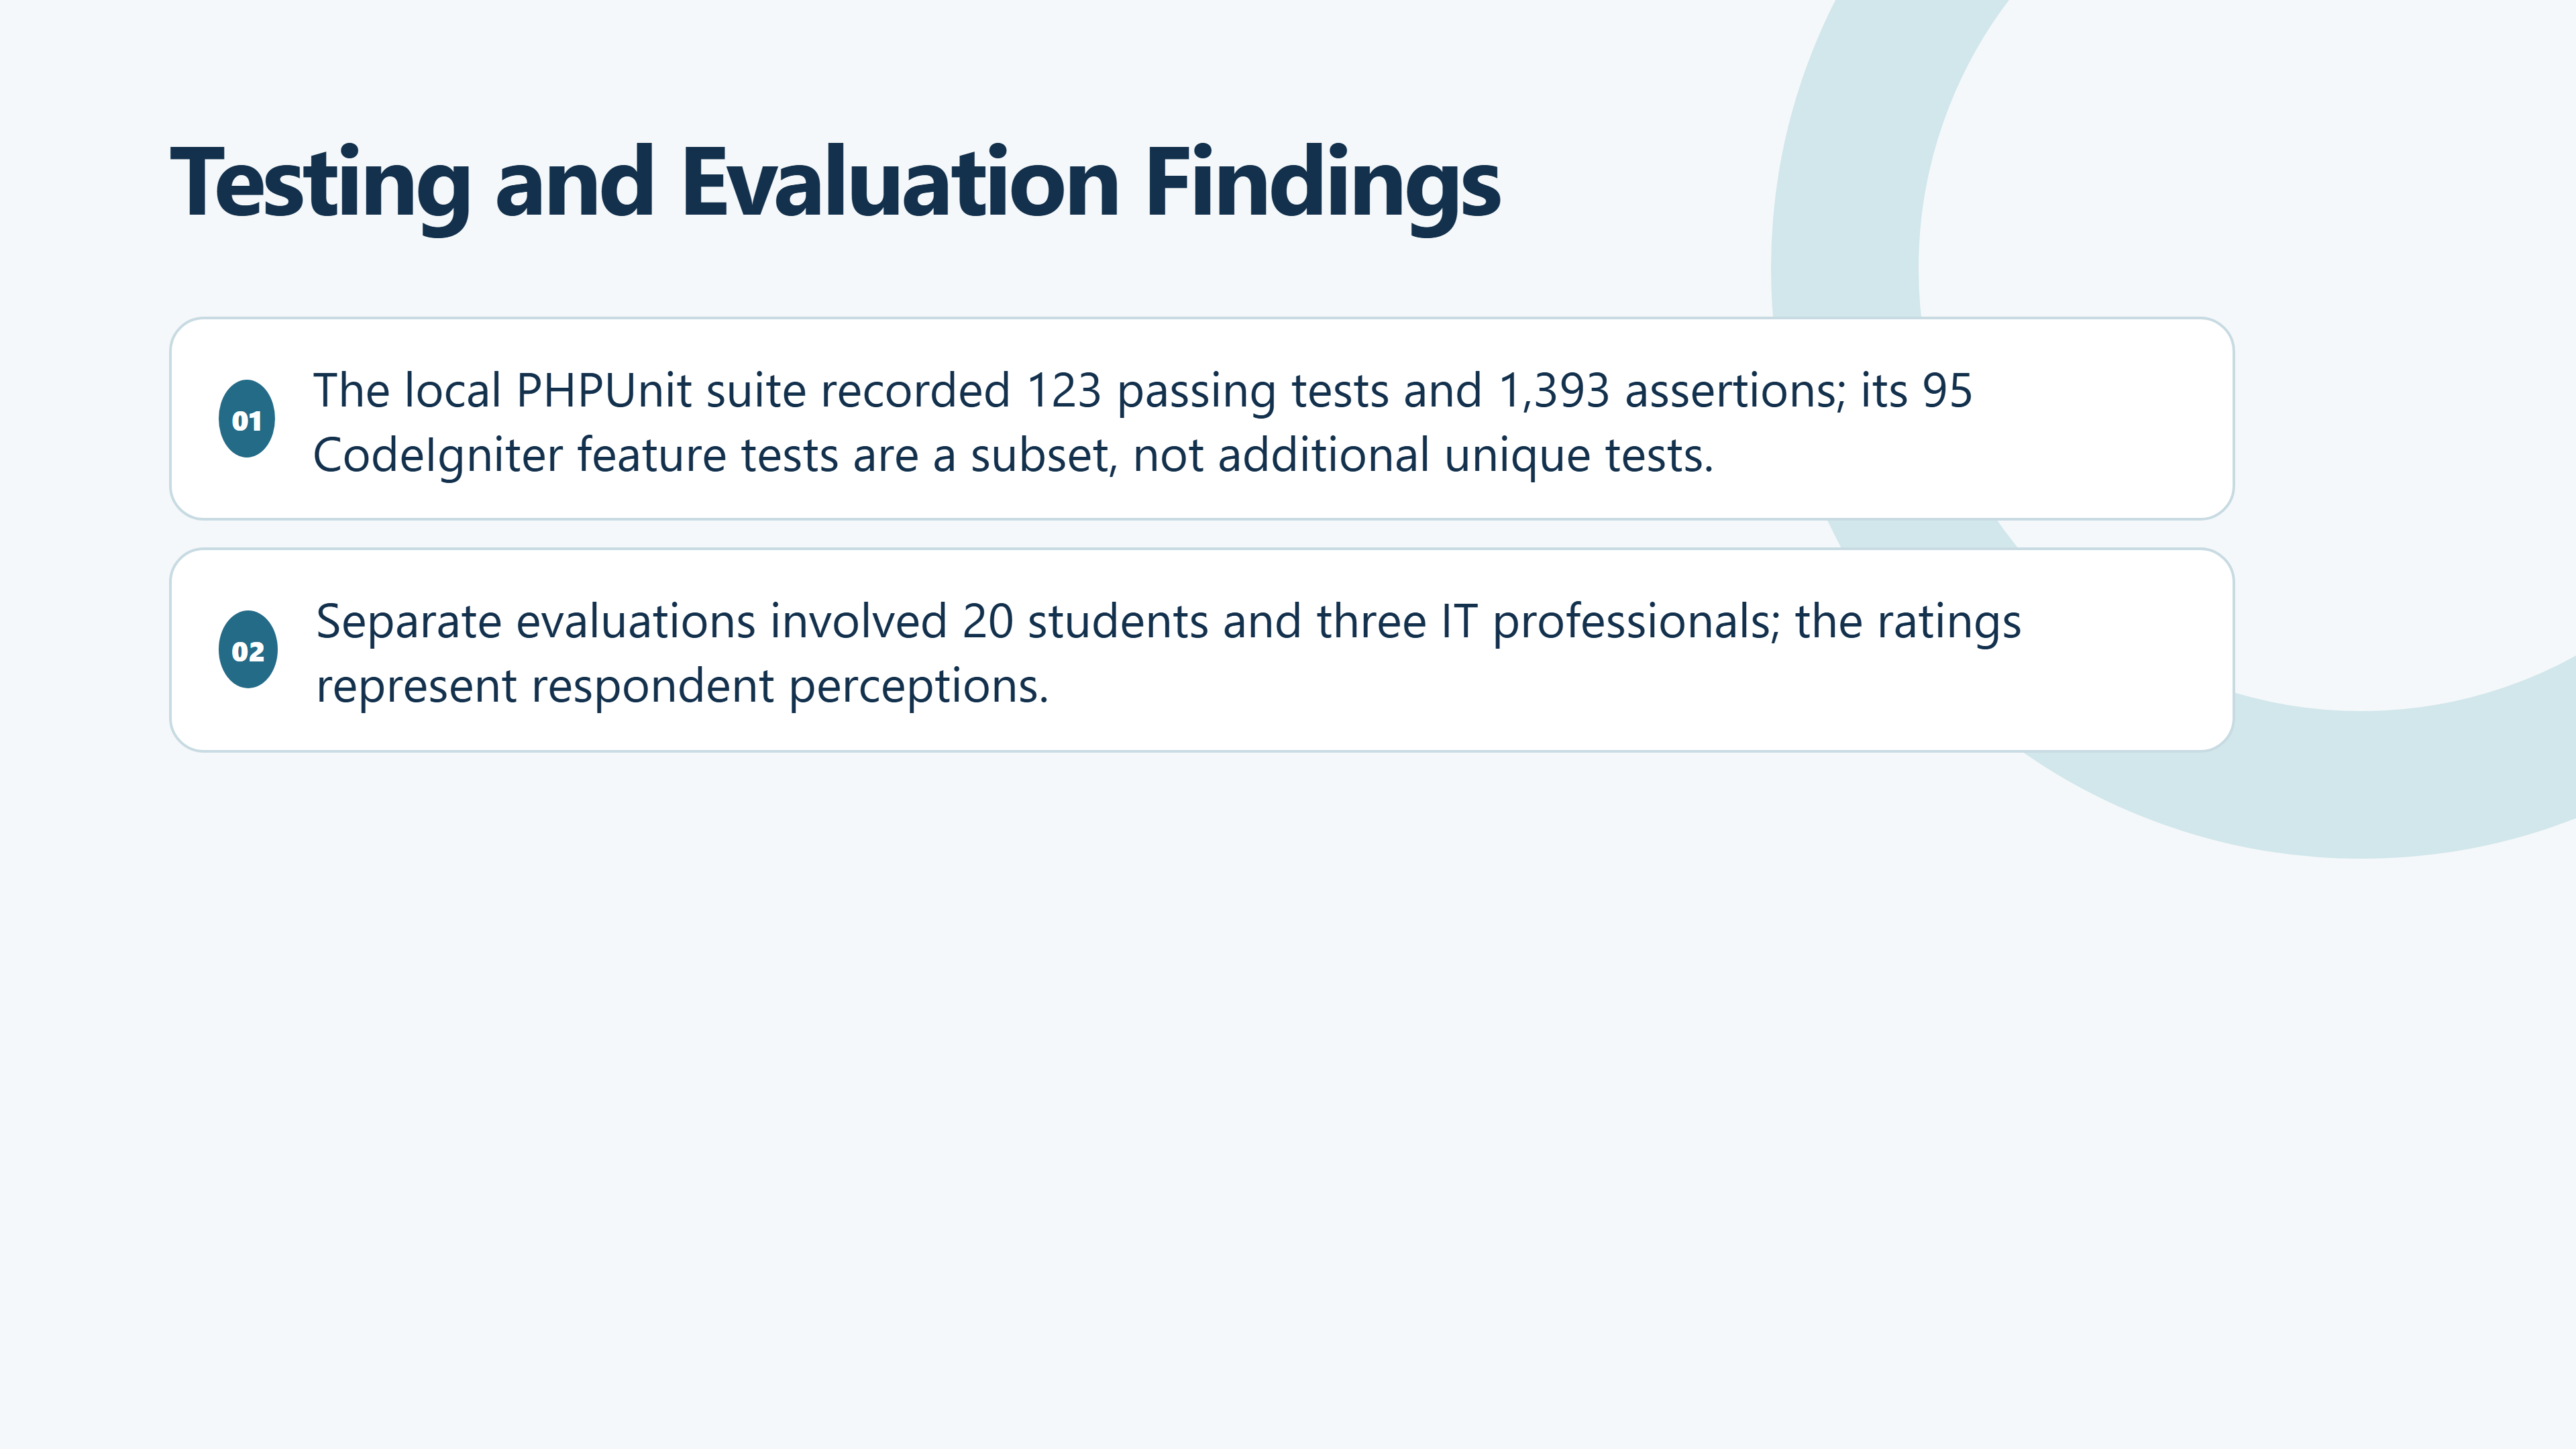 Testing and Evaluation Findings
01
The local PHPUnit suite recorded 123 passing tests and 1,393 assertions; its 95
CodeIgniter feature tests are a subset, not additional unique tests.
02
Separate evaluations involved 20 students and three IT professionals; the ratings
represent respondent perceptions.